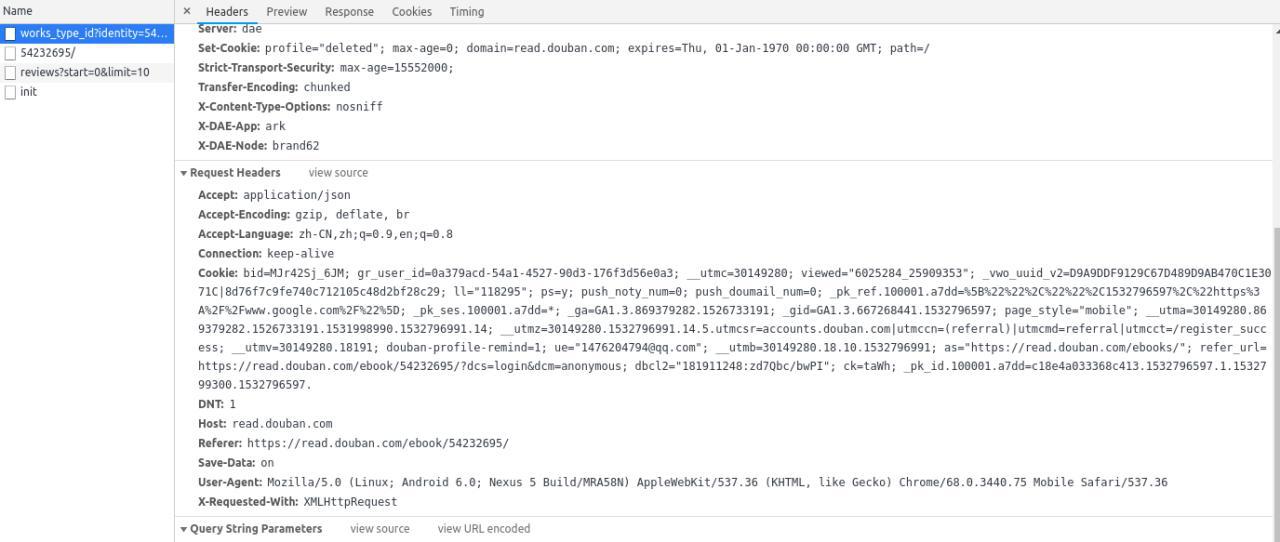 Name
× Headers Preview Response Cookies Timing
works_type_id?identity=54...
54232695/
reviews?start=0&limit=10
init
Server: dae
Set-Cookie: profile="deleted"; max-age=0; domain=read.douban.com; expires=Thu, 01-Jan-1970 00:00:00 GMT; path=/
Strict-Transport-Security: max-age=15552000;
Transfer-Encoding: chunked
X-Content-Type-Options: nosniff
X-DAE-App: ark
X-DAE-Node: brand62
Request Headers view source
Accept: application/json
Accept-Encoding: gzip, deflate, br
Accept-Language: zh-CN,zh;q=0.9,en;q=0.8
Connection: keep-alive
Cookie: bid=MJr42Sj_6JM; gr_user_id=0a379acd-54a1-4527-90d3-176f3d56e0a3; __utmc=30149280; viewed="6025284_25909353"; _vwo_uuid_v2=D9A9DDF9129C67D489D9AB470C1E30
71C|8d76f7c9fe740c712105c48d2bf28c29; ll="118295"; ps=y; push_noty_num=0; push_doumail_num=0; _pk_ref.100001.a7dd=%5B%22%22%2C%22%22%2C1532796597%2C%22https%3
A%2F%2Fwww.google.com%2F%22%5D; _pk_ses.100001.a7dd=*; _ga=GA1.3.869379282.1526733191; _gid=GA1.3.667268441.1532796597; page_style="mobile"; __utma=30149280.86
9379282.1526733191.1531998990.1532796991.14; __utmz=30149280.1532796991.14.5.utmcsr=accounts.douban.com|utmccn=(referral)|utmcmd=referral|utmcct=/register_succ
ess; __utmv=30149280.18191; douban-profile-remind=1; ue="1476204794@qq.com"; __utmb=30149280.18.10.1532796991; as="https://read.douban.com/ebooks/"; refer_url=
https://read.douban.com/ebook/54232695/?dcs=login&dcm=anonymous; dbcl2="181911248:zd7Qbc/bwPI"; ck=taWh; _pk_id.100001.a7dd=c18e4a033368c413.1532796597.1.15327
99300.1532796597.
DNT: 1
Host: read.douban.com
Referer: https://read.douban.com/ebook/54232695/
Save-Data: on
User-Agent: Mozilla/5.0 (Linux; Android 6.0; Nexus 5 Build/MRA58N) AppleWebKit/537.36 (KHTML, like Gecko) Chrome/68.0.3440.75 Mobile Safari/537.36
X-Requested-With: XMLHttpRequest
Query String Parameters view source view URL encoded